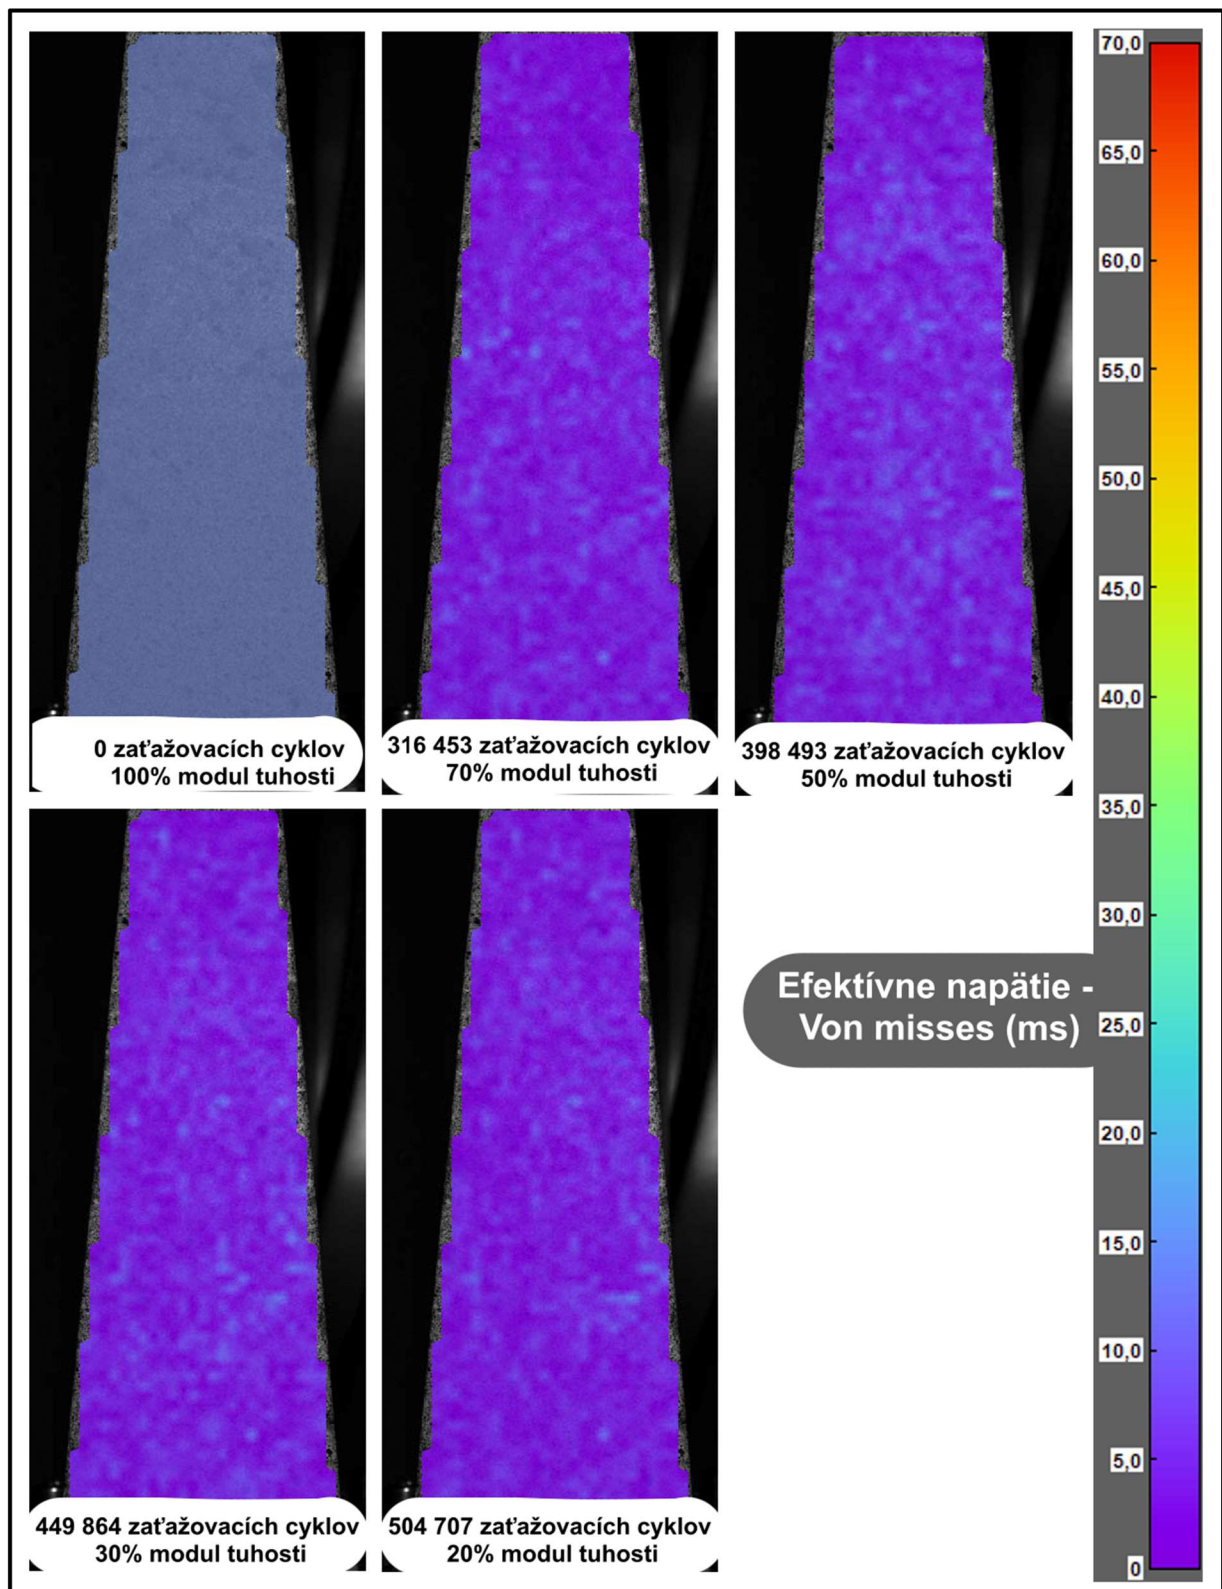 0 zaťažovacích cyklov
100% modul tuhosti
316 453 zaťažovacích cyklov
70% modul tuhosti
398 493 zaťažovacích cyklov
50% modul tuhosti
449 864 zaťažovacích cyklov
30% modul tuhosti
504 707 zaťažovacích cyklov
20% modul tuhosti
Efektívne napätie -
Von misses (ms)
70,0
65,0
60,0
55,0
50,0
45,0
40,0
35,0
30,0
25,0
20,0
15,0
10,0
5,0
0